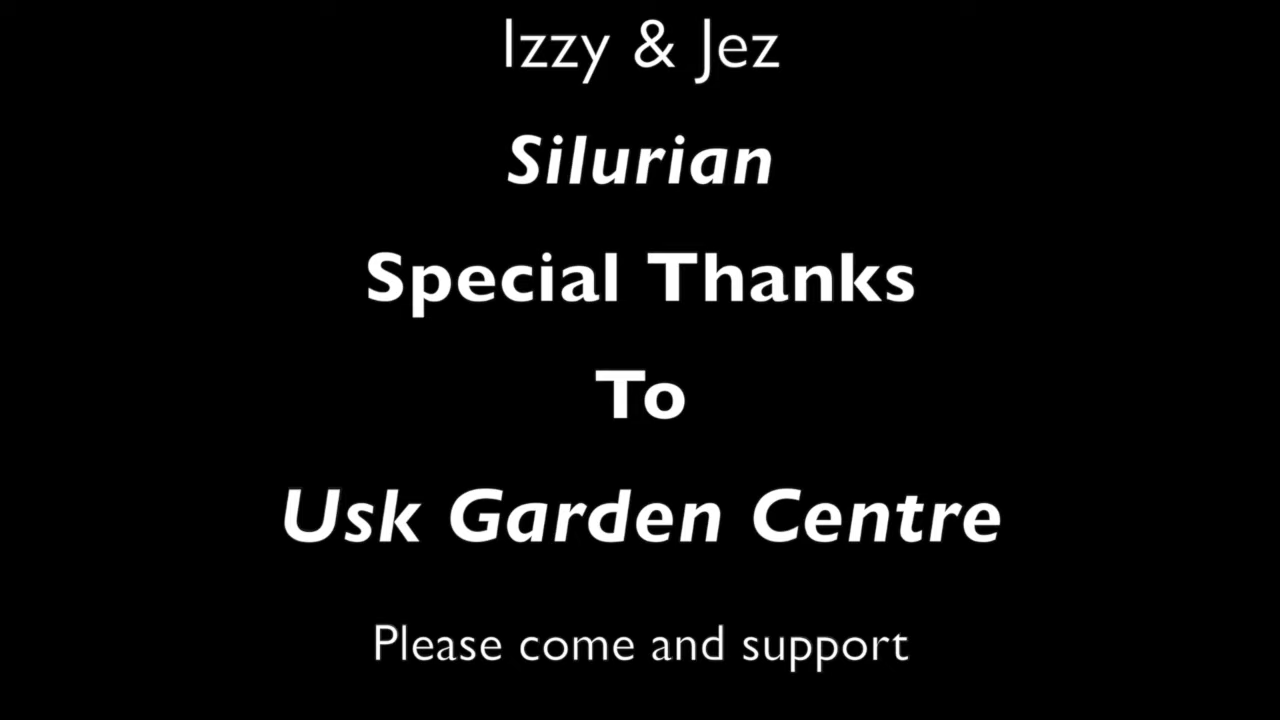 Izzy & Jez
Silurian
Special Thanks
To
Usk Garden Centre
Please come and support